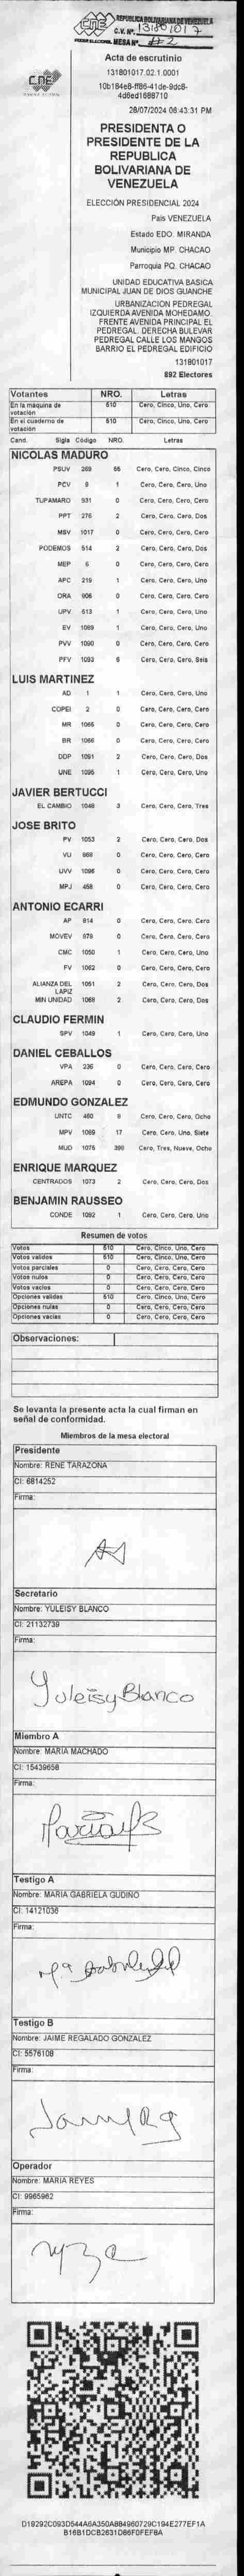 REPUBLICA BOLIVARIANA DE VENEZUELA
C.V. Nº. 131801017
PODER ELECTORAL MESA Nº #2
CNE
Acta de escrutinio
131801017.02.1.0001
10b184e8-ff86-41de-9dc8-
4d6ed1688710
28/07/2024 06:43:31 PM
PRESIDENTA O
PRESIDENTE DE LA
REPUBLICA
BOLIVARIANA DE
VENEZUELA
ELECCIÓN PRESIDENCIAL 2024
País VENEZUELA
Estado EDO. MIRANDA
Municipio MP. CHACAO
Parroquia PQ. CHACAO
UNIDAD EDUCATIVA BASICA
MUNICIPAL JUAN DE DIOS GUANCHE
URBANIZACION PEDREGAL
IZQUIERDA AVENIDA MOHEDAMO.
FRENTE AVENIDA PRINCIPAL EL
PEDREGAL. DERECHA BULEVAR
PEDREGAL CALLE LOS MANGOS
BARRIO EL PEDREGAL EDIFICIO
131801017
892 Electores
Votantes NRO. Letras
En la máquina de votación 510 Cero, Cinco, Uno, Cero
En el cuaderno de votación 510 Cero, Cinco, Uno, Cero
Cand. Sigla Código NRO. Letras
NICOLAS MADURO
PSUV 269 55 Cero, Cero, Cinco, Cinco
PCV 8 1 Cero, Cero, Cero, Uno
TUPAMARO 931 0 Cero, Cero, Cero, Cero
PPT 276 2 Cero, Cero, Cero, Dos
MSV 1017 0 Cero, Cero, Cero, Cero
PODEMOS 514 2 Cero, Cero, Cero, Dos
MEP 6 0 Cero, Cero, Cero, Cero
APC 219 1 Cero, Cero, Cero, Uno
ORA 906 0 Cero, Cero, Cero, Cero
UPV 613 1 Cero, Cero, Cero, Uno
EV 1089 1 Cero, Cero, Cero, Uno
PVV 1090 0 Cero, Cero, Cero, Cero
PFV 1093 6 Cero, Cero, Cero, Seis
LUIS MARTINEZ
AD 1 1 Cero, Cero, Cero, Uno
COPEI 2 0 Cero, Cero, Cero, Cero
MR 1065 0 Cero, Cero, Cero, Cero
BR 1066 0 Cero, Cero, Cero, Cero
DDP 1091 2 Cero, Cero, Cero, Dos
UNE 1095 1 Cero, Cero, Cero, Uno
JAVIER BERTUCCI
EL CAMBIO 1048 3 Cero, Cero, Cero, Tres
JOSE BRITO
PV 1053 2 Cero, Cero, Cero, Dos
VU 868 0 Cero, Cero, Cero, Cero
UVV 1096 0 Cero, Cero, Cero, Cero
MPJ 458 0 Cero, Cero, Cero, Cero
ANTONIO ECARRI
AP 814 0 Cero, Cero, Cero, Cero
MOVEV 879 0 Cero, Cero, Cero, Cero
CMC 1050 1 Cero, Cero, Cero, Uno
FV 1062 0 Cero, Cero, Cero, Cero
ALIANZA DEL LAPIZ 1051 2 Cero, Cero, Cero, Dos
MIN UNIDAD 1068 2 Cero, Cero, Cero, Dos
CLAUDIO FERMIN
SPV 1049 1 Cero, Cero, Cero, Uno
DANIEL CEBALLOS
VPA 236 0 Cero, Cero, Cero, Cero
AREPA 1094 0 Cero, Cero, Cero, Cero
EDMUNDO GONZALEZ
UNTC 460 8 Cero, Cero, Cero, Ocho
MPV 1069 17 Cero, Cero, Uno, Siete
MUD 1075 398 Cero, Tres, Nueve, Ocho
ENRIQUE MARQUEZ
CENTRADOS 1073 2 Cero, Cero, Cero, Dos
BENJAMIN RAUSSEO
CONDE 1092 1 Cero, Cero, Cero, Uno
Resumen de votos
Votos 510 Cero, Cinco, Uno, Cero
Votos validos 510 Cero, Cinco, Uno, Cero
Votos parciales 0 Cero, Cero, Cero, Cero
Votos nulos 0 Cero, Cero, Cero, Cero
Votos vacios 0 Cero, Cero, Cero, Cero
Opciones validas 510 Cero, Cinco, Uno, Cero
Opciones nulas 0 Cero, Cero, Cero, Cero
Opciones vacias 0 Cero, Cero, Cero, Cero
Observaciones:
Se levanta la presente acta la cual firman en
señal de conformidad.
Miembros de la mesa electoral
Presidente
Nombre: RENE TARAZONA
CI: 6814252
Firma:
Secretario
Nombre: YULEISY BLANCO
CI: 21132739
Firma:
Yuleisy Blanco
Miembro A
Nombre: MARIA MACHADO
CI: 15439658
Firma:
Testigo A
Nombre: MARIA GABRIELA GUDIÑO
CI: 14121036
Firma:
Testigo B
Nombre: JAIME REGALADO GONZALEZ
CI: 5576108
Firma:
Operador
Nombre: MARIA REYES
CI: 9965962
Firma:
D19292C093D544A6A350A884960729C194E277EF1A
B16B1DCB2631D86F0FEF8A